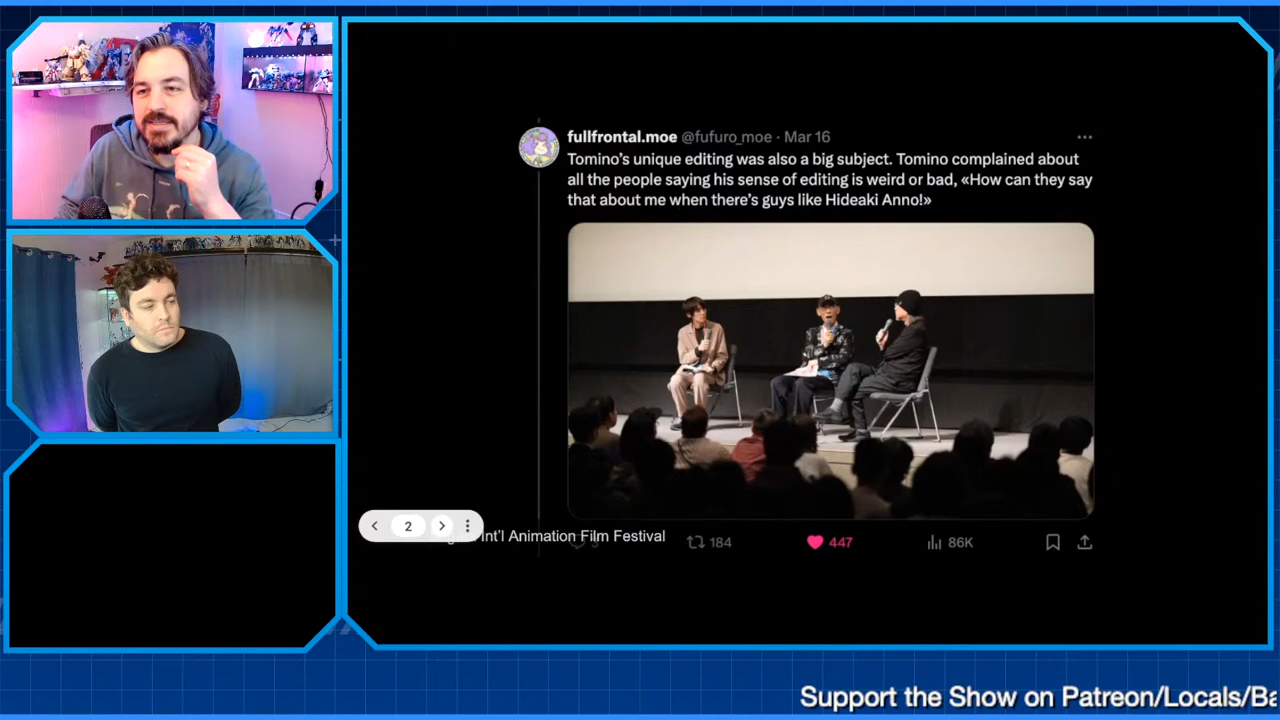 fullfrontal.moe @fufuro_moe · Mar 16
Tomino's unique editing was also a big subject. Tomino complained about
all the people saying his sense of editing is weird or bad, «How can they say
that about me when there's guys like Hideaki Anno!»
2
Int'l Animation Film Festival
184
447
86K
Support the Show on Patreon/Locals/Ba